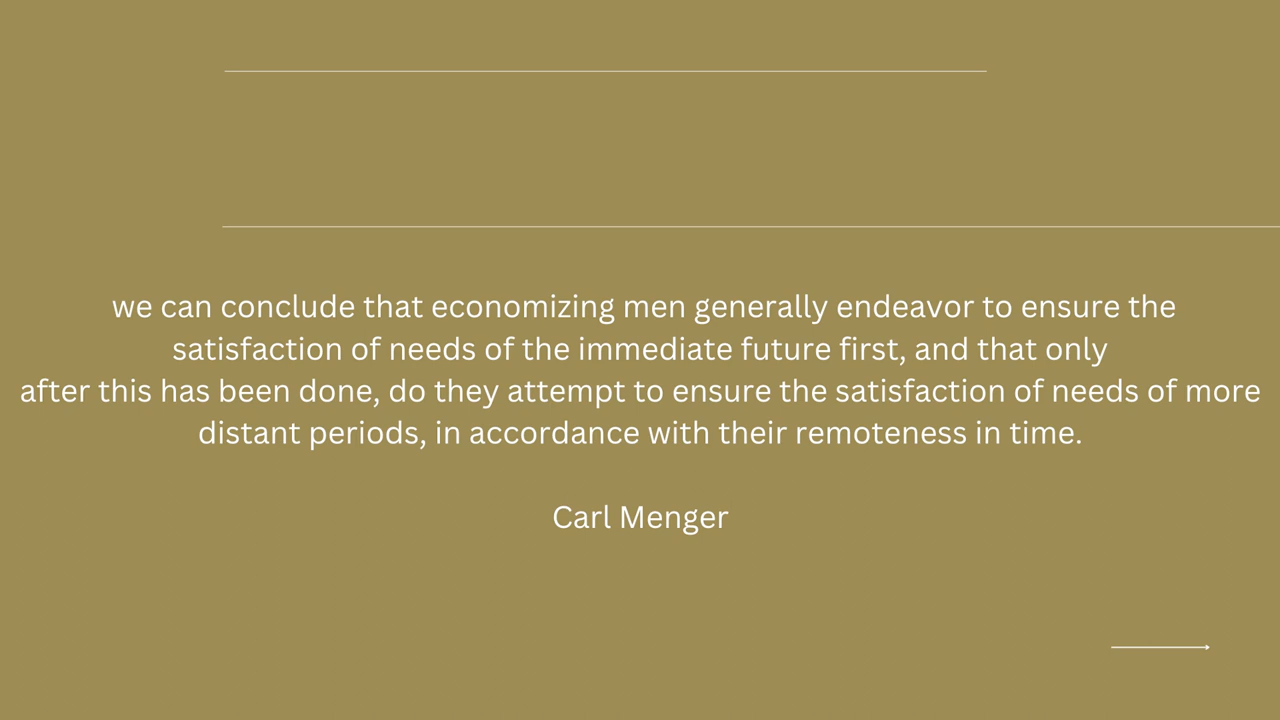 we can conclude that economizing men generally endeavor to ensure the
satisfaction of needs of the immediate future first, and that only
after this has been done, do they attempt to ensure the satisfaction of needs of more
distant periods, in accordance with their remoteness in time.
Carl Menger